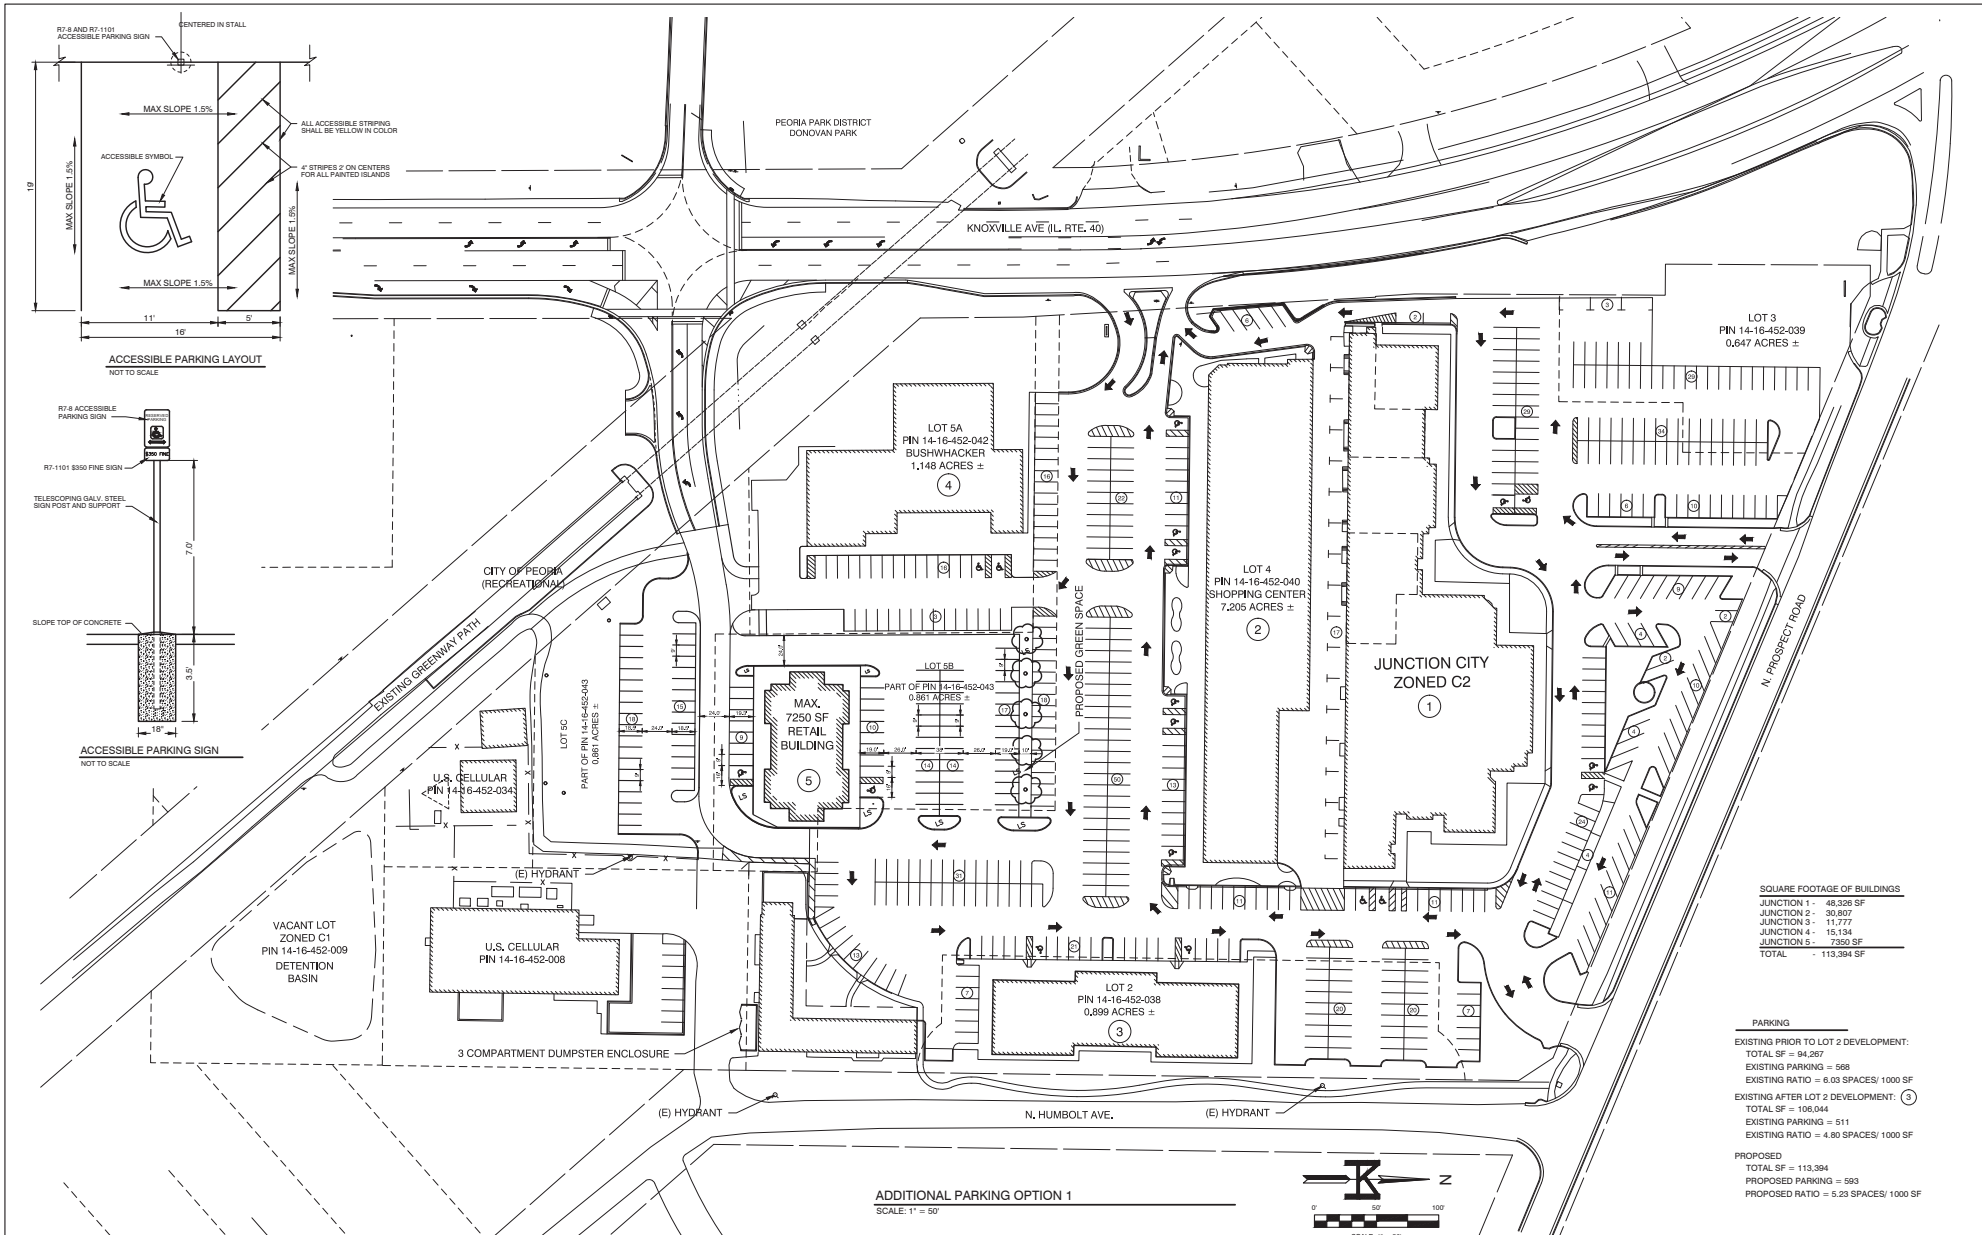 R7-8 AND R7-1101
ACCESSIBLE PARKING SIGN
CENTERED IN STALL
MAX SLOPE 1.5%
ALL ACCESSIBLE STRIPING
SHALL BE YELLOW IN COLOR
ACCESSIBLE SYMBOL
4" STRIPES 2' ON CENTERS
FOR ALL PAINTED ISLANDS
19'
MAX SLOPE 1.5%
MAX SLOPE 1.5%
MAX SLOPE 1.5%
11'
5'
16'
ACCESSIBLE PARKING LAYOUT
NOT TO SCALE
R7-8 ACCESSIBLE
PARKING SIGN
RESERVED
PARKING
$350 FINE
R7-1101 $350 FINE SIGN
TELESCOPING GALV. STEEL
SIGN POST AND SUPPORT
7.0'
SLOPE TOP OF CONCRETE
3.5'
18"
ACCESSIBLE PARKING SIGN
NOT TO SCALE
PEORIA PARK DISTRICT
DONOVAN PARK
KNOXVILLE AVE (IL. RTE. 40)
LOT 3
PIN 14-16-452-039
0.647 ACRES ±
LOT 5A
PIN 14-16-452-042
BUSHWHACKER
1.148 ACRES ±
4
CITY OF PEORIA
(RECREATIONAL)
EXISTING GREENWAY PATH
LOT 4
PIN 14-16-452-040
SHOPPING CENTER
7.205 ACRES ±
2
JUNCTION CITY
ZONED C2
1
N. PROSPECT ROAD
PROPOSED GREEN SPACE
LOT 5B
PART OF PIN 14-16-452-043
0.861 ACRES ±
LOT 5C
PART OF PIN 14-16-452-043
0.861 ACRES ±
MAX.
7250 SF
RETAIL
BUILDING
5
U.S. CELLULAR
PIN 14-16-452-034
(E) HYDRANT
VACANT LOT
ZONED C1
PIN 14-16-452-009
DETENTION
BASIN
U.S. CELLULAR
PIN 14-16-452-008
3 COMPARTMENT DUMPSTER ENCLOSURE
LOT 2
PIN 14-16-452-038
0.899 ACRES ±
3
(E) HYDRANT
N. HUMBOLT AVE.
(E) HYDRANT
SQUARE FOOTAGE OF BUILDINGS
JUNCTION 1 - 48,326 SF
JUNCTION 2 - 30,807
JUNCTION 3 - 11,777
JUNCTION 4 - 15,134
JUNCTION 5 - 7350 SF
TOTAL - 113,394 SF
PARKING
EXISTING PRIOR TO LOT 2 DEVELOPMENT:
TOTAL SF = 94,267
EXISTING PARKING = 568
EXISTING RATIO = 6.03 SPACES/ 1000 SF
EXISTING AFTER LOT 2 DEVELOPMENT: 3
TOTAL SF = 106,044
EXISTING PARKING = 511
EXISTING RATIO = 4.80 SPACES/ 1000 SF
PROPOSED
TOTAL SF = 113,394
PROPOSED PARKING = 593
PROPOSED RATIO = 5.23 SPACES/ 1000 SF
ADDITIONAL PARKING OPTION 1
SCALE: 1" = 50'
K
N
0' 50' 100'